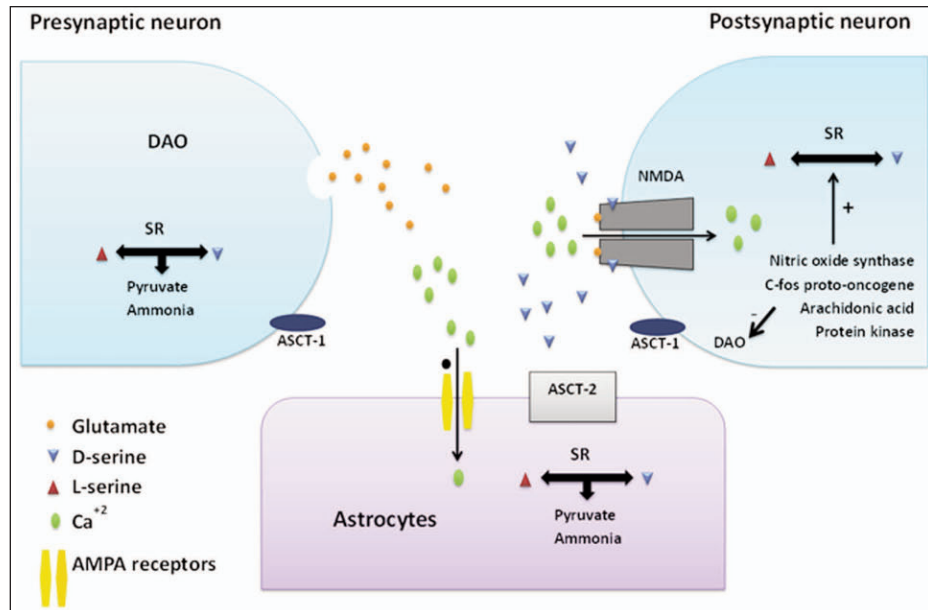 Presynaptic neuron
Postsynaptic neuron
DAO
SR
Pyruvate
Ammonia
ASCT-1
NMDA
SR
+
Nitric oxide synthase
C-fos proto-oncogene
Arachidonic acid
Protein kinase
-
DAO
ASCT-1
ASCT-2
SR
Pyruvate
Ammonia
Astrocytes
Glutamate
D-serine
L-serine
Ca+2
AMPA receptors